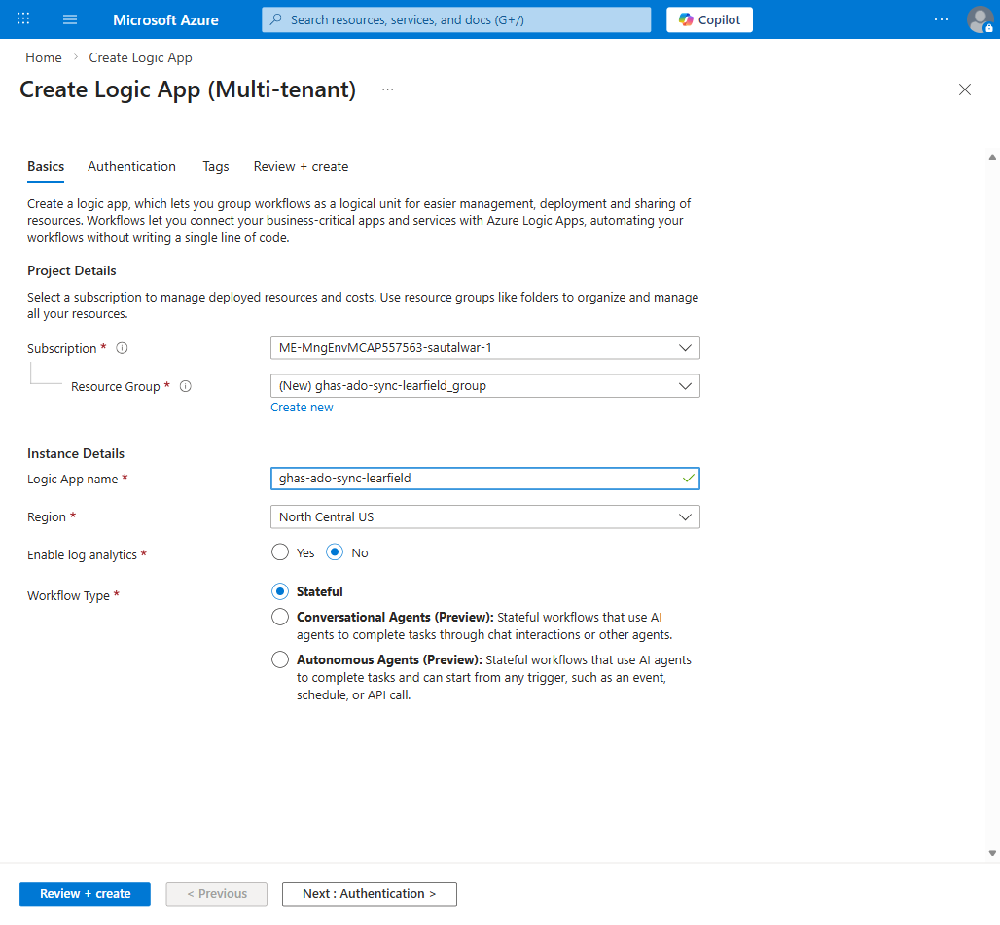 Microsoft Azure
Search resources, services, and docs (G+/)
Copilot
Home > Create Logic App
Create Logic App (Multi-tenant)
Basics Authentication Tags Review + create
Create a logic app, which lets you group workflows as a logical unit for easier management, deployment and sharing of
resources. Workflows let you connect your business-critical apps and services with Azure Logic Apps, automating your
workflows without writing a single line of code.
Project Details
Select a subscription to manage deployed resources and costs. Use resource groups like folders to organize and manage
all your resources.
Subscription * ME-MngEnvMCAP557563-sautalwar-1
Resource Group * (New) ghas-ado-sync-learfield_group
Create new
Instance Details
Logic App name * ghas-ado-sync-learfield
Region * North Central US
Enable log analytics * Yes No
Workflow Type * Stateful
Conversational Agents (Preview): Stateful workflows that use AI
agents to complete tasks through chat interactions or other agents.
Autonomous Agents (Preview): Stateful workflows that use AI agents
to complete tasks and can start from any trigger, such as an event,
schedule, or API call.
Review + create < Previous Next : Authentication >